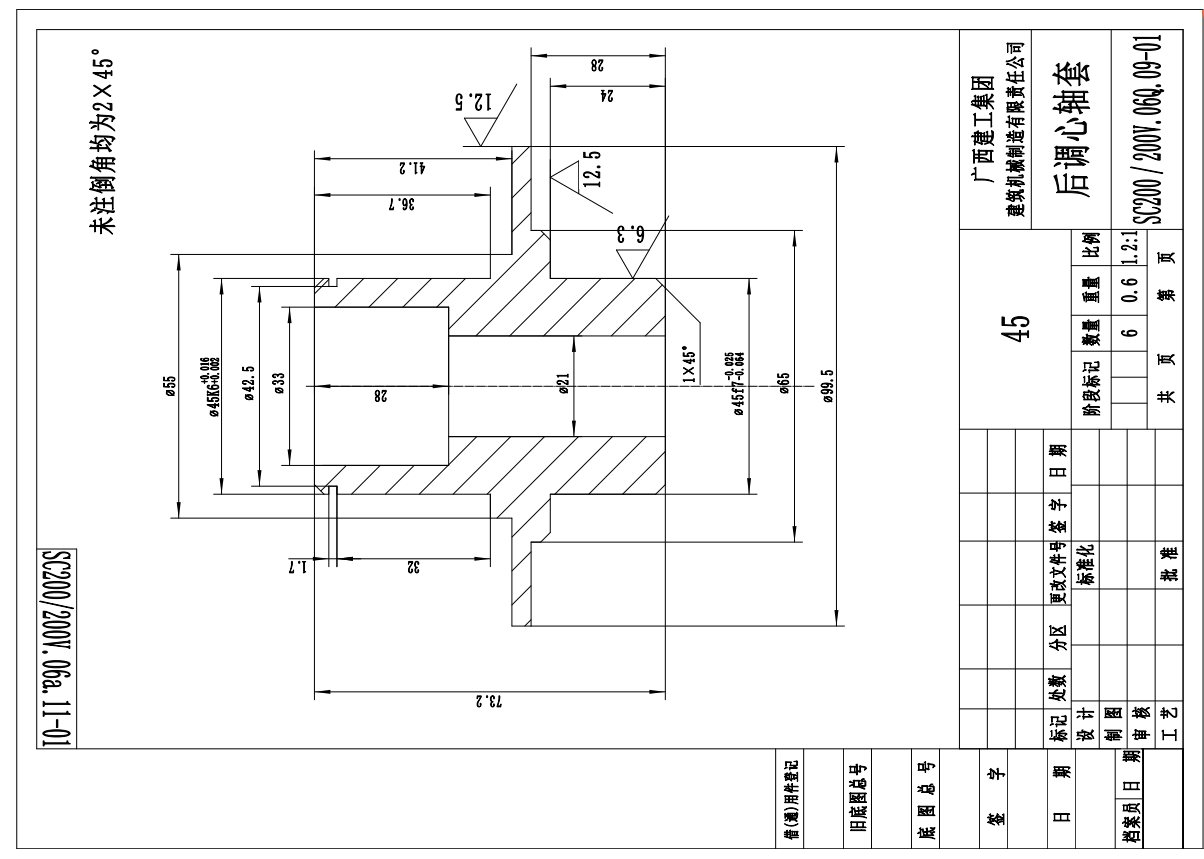 未注倒角均为2×45°
SC200/200V.06a.11-01
12.5
12.5
6.3
28
24
41.2
36.7
ø55
ø45K6+0.016+0.002
ø42.5
ø33
28
ø21
1×45°
ø45f7-0.025-0.064
ø65
ø99.5
1.7
32
73.2
广西建工集团
建筑机械制造有限责任公司
后调心轴套
SC200/200V.06Q.09-01
45
阶段标记 数量 重量 比例
6 0.6 1.2:1
共 页 第 页
标记 处数 分区 更改文件号 签字 日期
设计 标准化
制图
审核
工艺 批准
借(通)用件登记
旧底图总号
底图总号
签字
日期
档案员 日期